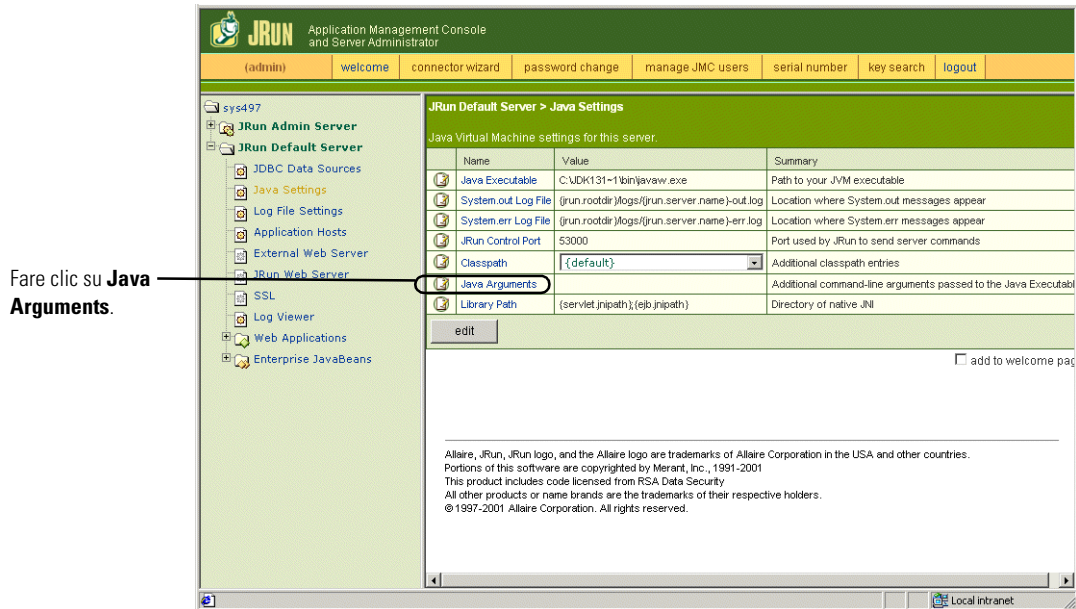 JRUN Application Management Console
and Server Administrator
(admin) welcome connector wizard password change manage JMC users serial number key search logout
sys497
JRun Admin Server
JRun Default Server
JDBC Data Sources
Java Settings
Log File Settings
Application Hosts
External Web Server
JRun Web Server
SSL
Log Viewer
Web Applications
Enterprise JavaBeans
Fare clic su Java
Arguments.
JRun Default Server > Java Settings
Java Virtual Machine settings for this server.
Name Value Summary
Java Executable C:\JDK131~1\bin\javaw.exe Path to your JVM executable
System.out Log File {jrun.rootdir}/logs/{jrun.server.name}-out.log Location where System.out messages appear
System.err Log File {jrun.rootdir}/logs/{jrun.server.name}-err.log Location where System.err messages appear
JRun Control Port 53000 Port used by JRun to send server commands
Classpath {default} Additional classpath entries
Java Arguments Additional command-line arguments passed to the Java Executabl
Library Path {servlet.jnipath};{ejb.jnipath} Directory of native JNI
edit
add to welcome pag
Allaire, JRun, JRun logo, and the Allaire logo are trademarks of Allaire Corporation in the USA and other countries.
Portions of this software are copyrighted by Merant, Inc., 1991-2001
This product includes code licensed from RSA Data Security
All other products or name brands are the trademarks of their respective holders.
© 1997-2001 Allaire Corporation. All rights reserved.
Local intranet